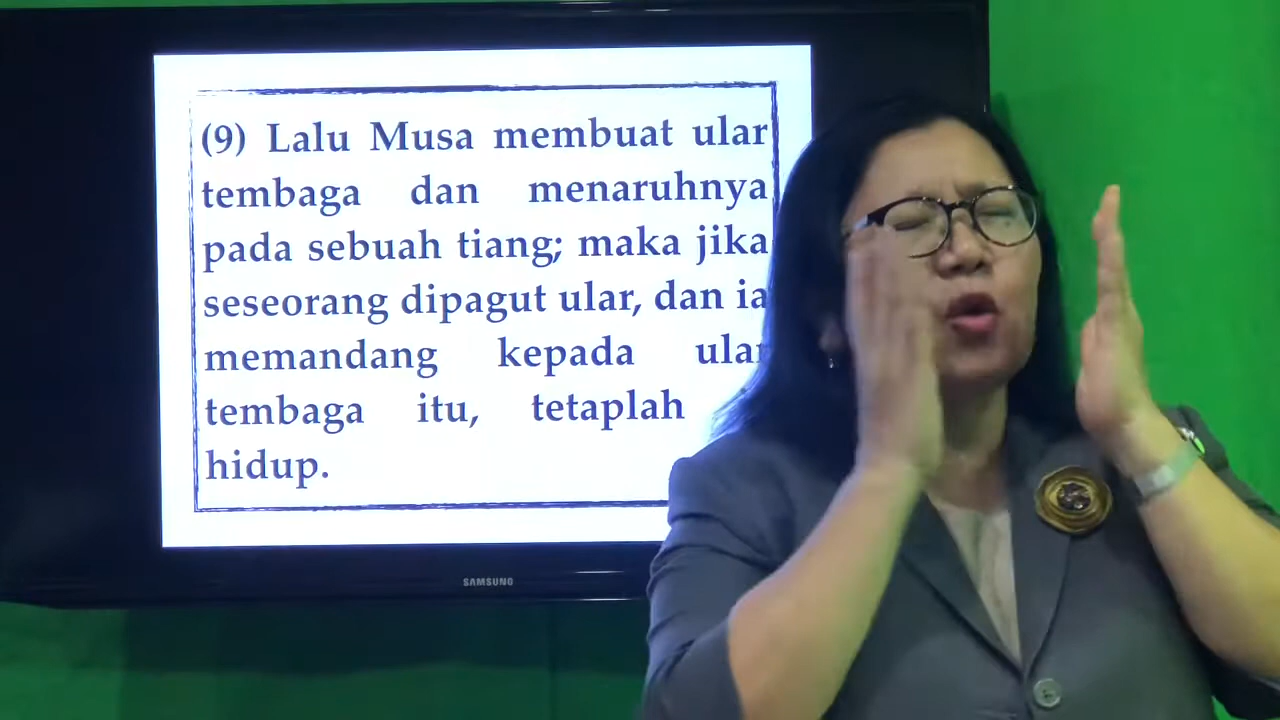 (9) Lalu Musa membuat ular
tembaga dan menaruhnya
pada sebuah tiang; maka jika
seseorang dipagut ular, dan ia
memandang kepada ular
tembaga itu, tetaplah
hidup.
SAMSUNG